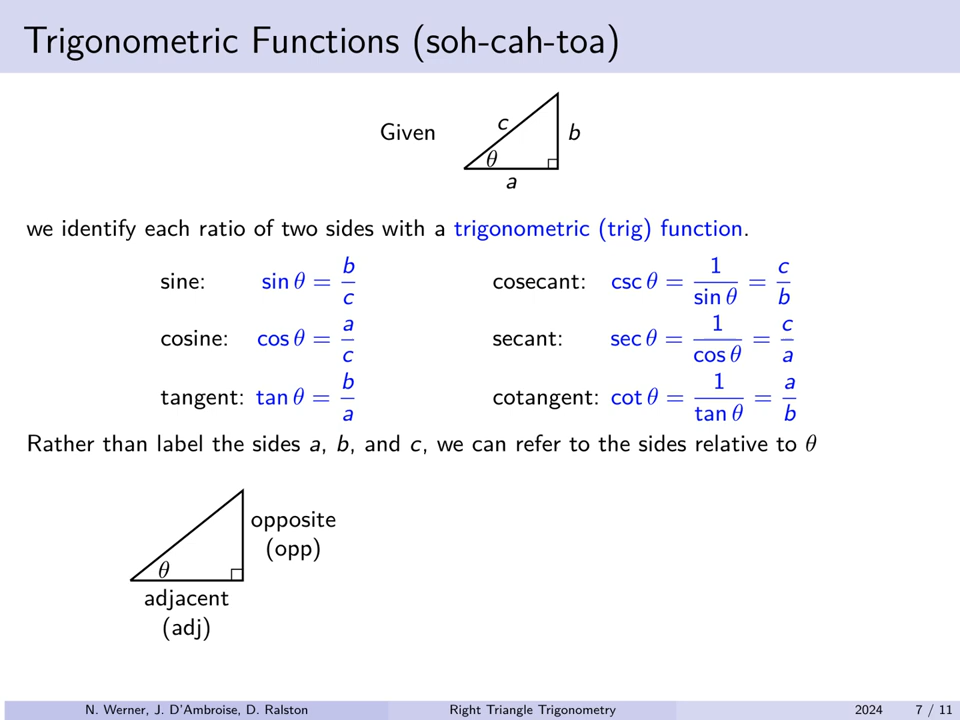 Trigonometric Functions (soh-cah-toa)
Given
c
b
θ
a
we identify each ratio of two sides with a trigonometric (trig) function.
sine: sin θ = b/c cosecant: csc θ = 1/sin θ = c/b
cosine: cos θ = a/c secant: sec θ = 1/cos θ = c/a
tangent: tan θ = b/a cotangent: cot θ = 1/tan θ = a/b
Rather than label the sides a, b, and c, we can refer to the sides relative to θ
opposite
(opp)
θ
adjacent
(adj)
N. Werner, J. D'Ambroise, D. Ralston Right Triangle Trigonometry 2024 7 / 11